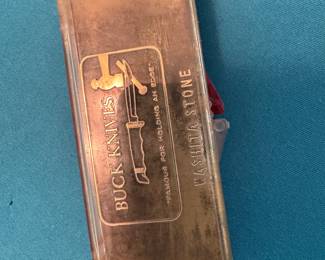 BUCK KNIVES
"FAMOUS FOR HOLDING AN EDGE"
WASHITA STONE